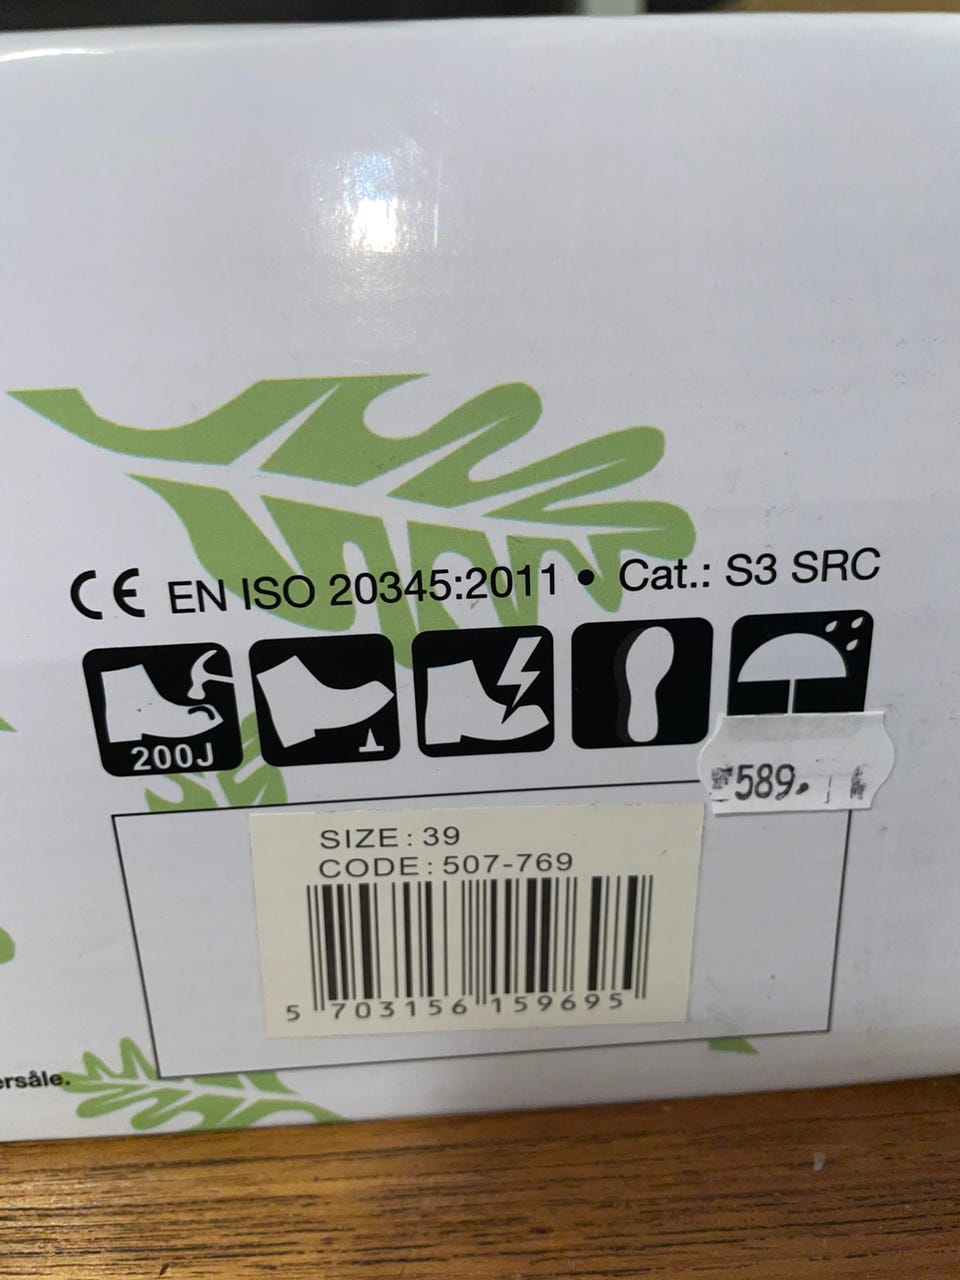 CE EN ISO 20345:2011 • Cat.: S3 SRC
200J
589.
SIZE: 39
CODE: 507-769
5 703156 159695
ersåle.